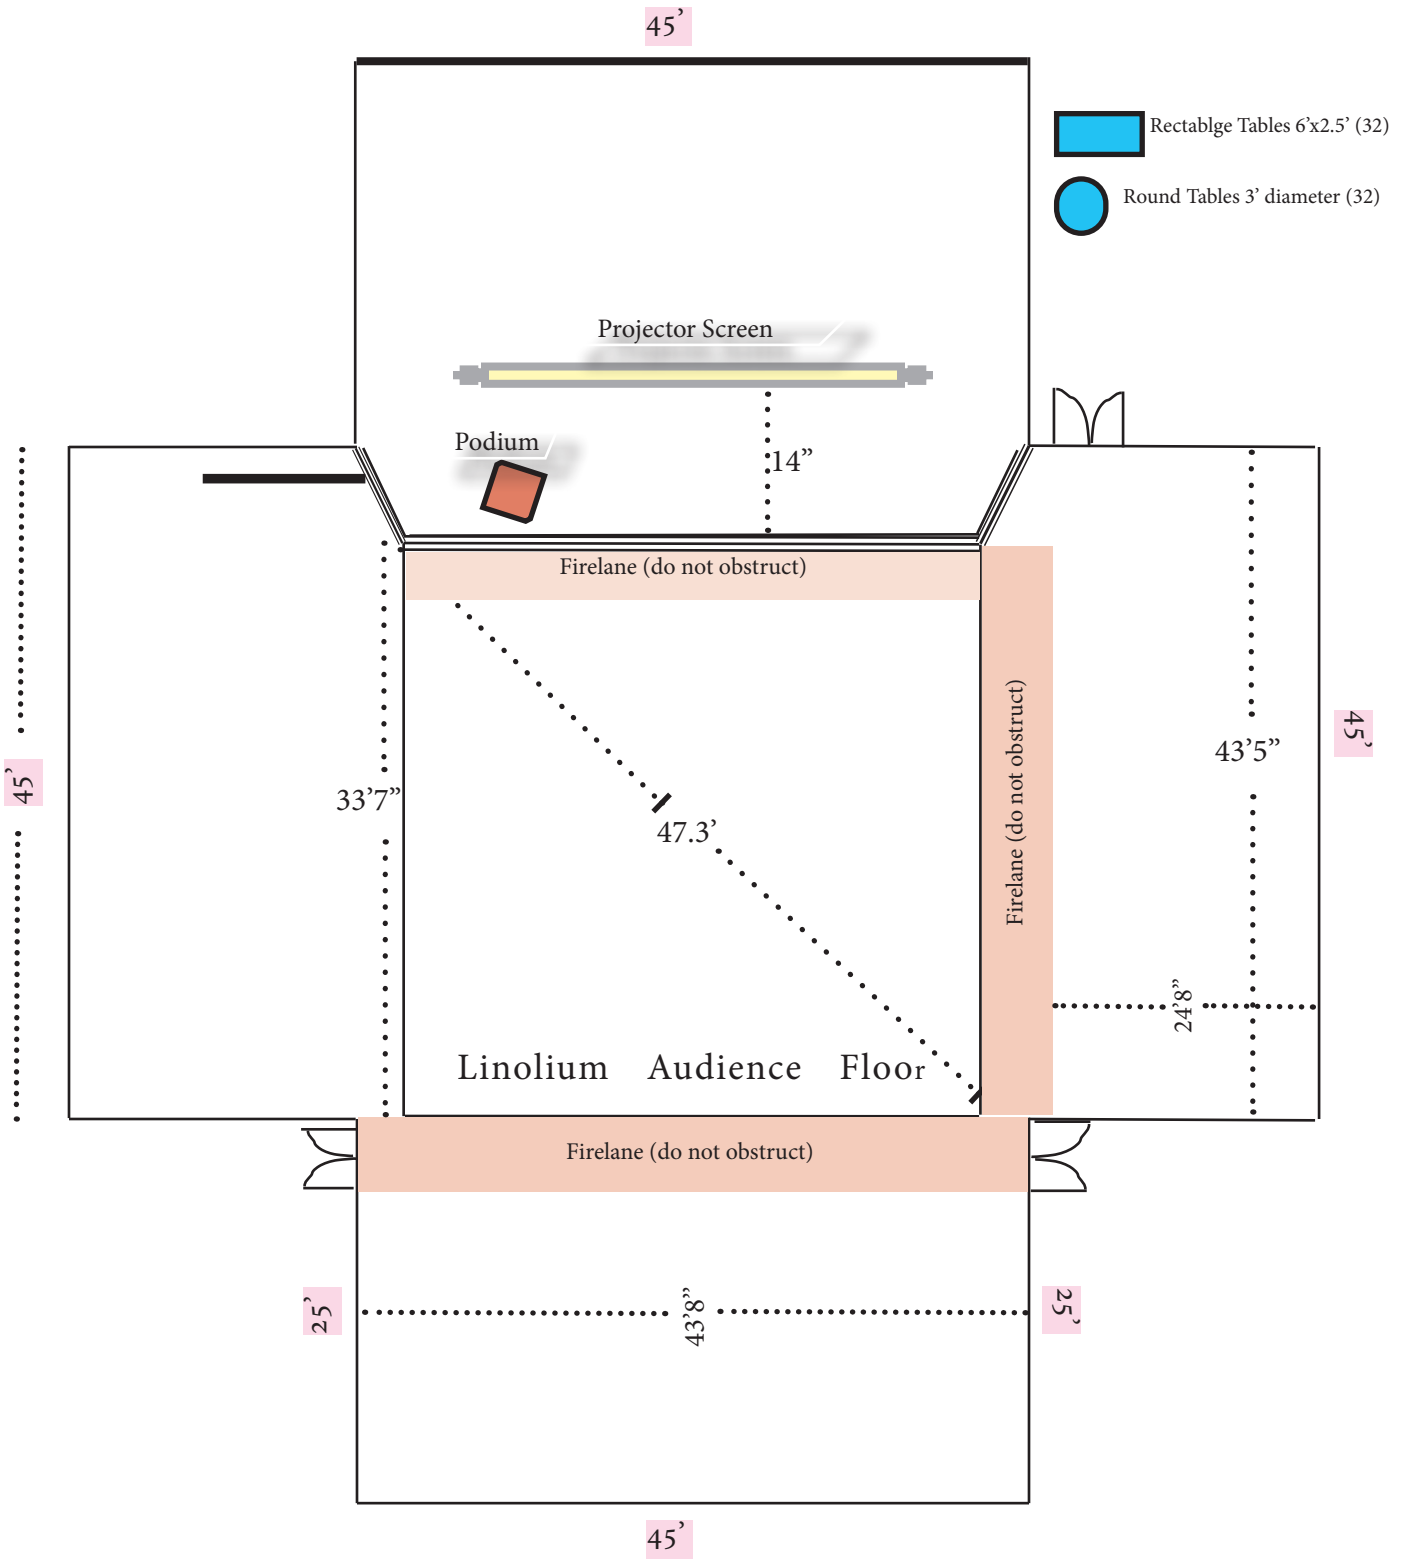 45’
Rectablge Tables 6’x2.5’ (32)
Round Tables 3’ diameter (32)
Projector Screen
Podium
14”
Firelane (do not obstruct)
Firelane (do not obstruct)
45’
43’5”
45’
33’7”
47.3’
24’8”
Linolium Audience Floor
Firelane (do not obstruct)
25’
43’8”
25’
45’